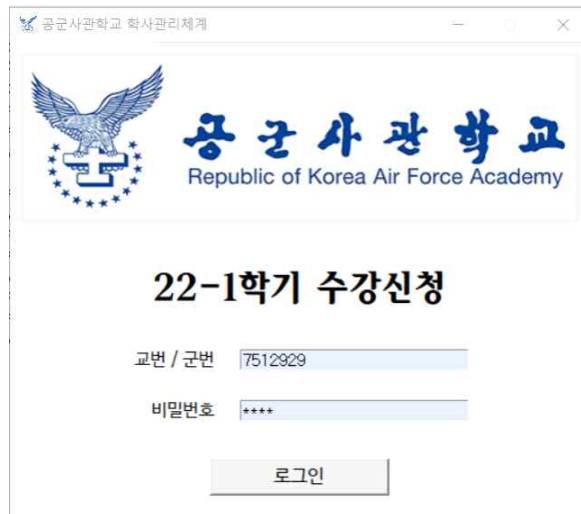 공군사관학교 학사관리체계
공군사관학교
Republic of Korea Air Force Academy
22-1학기 수강신청
교번 / 군번 7512929
비밀번호 ****
로그인